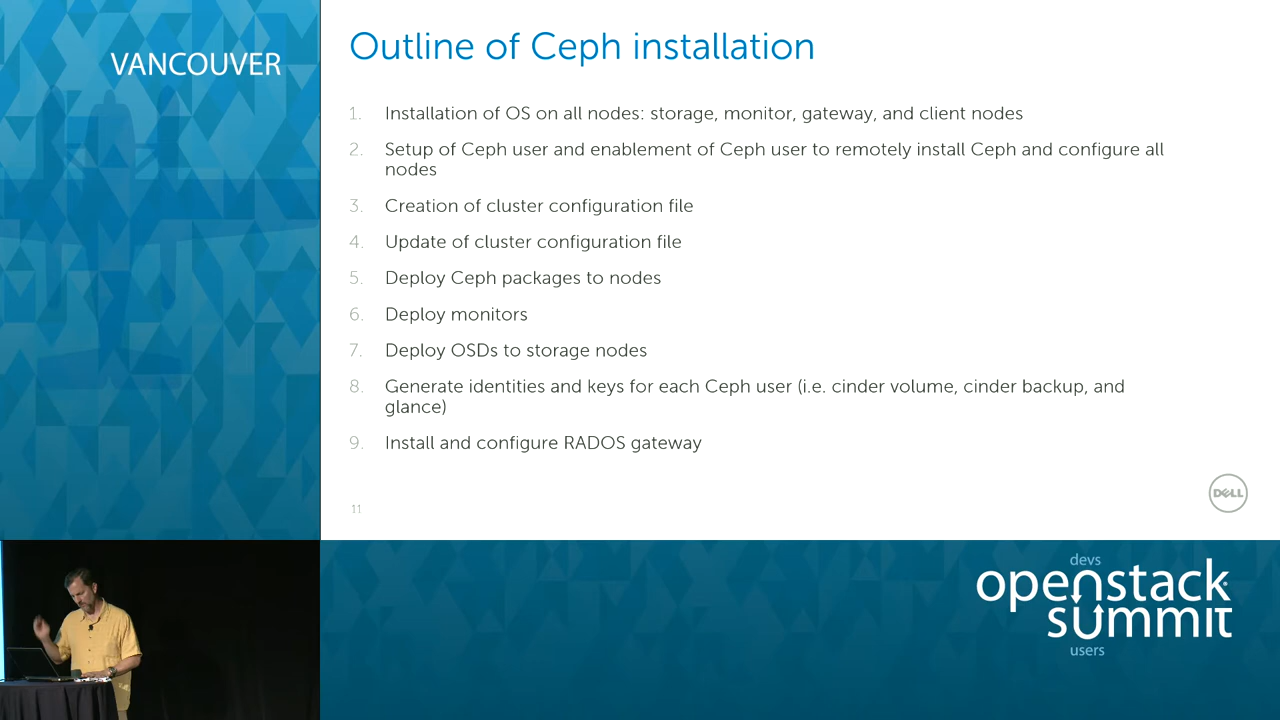 VANCOUVER
Outline of Ceph installation
1. Installation of OS on all nodes: storage, monitor, gateway, and client nodes
2. Setup of Ceph user and enablement of Ceph user to remotely install Ceph and configure all
nodes
3. Creation of cluster configuration file
4. Update of cluster configuration file
5. Deploy Ceph packages to nodes
6. Deploy monitors
7. Deploy OSDs to storage nodes
8. Generate identities and keys for each Ceph user (i.e. cinder volume, cinder backup, and
glance)
9. Install and configure RADOS gateway
11
DELL
devs
openstack
summit
users